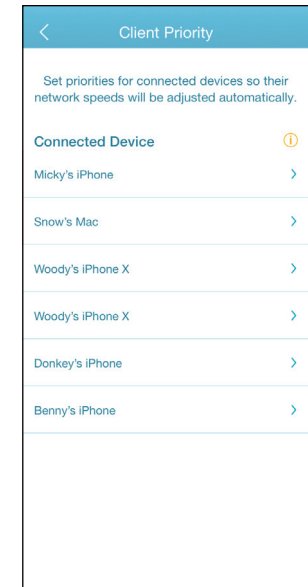 Client Priority
Set priorities for connected devices so their
network speeds will be adjusted automatically.
Connected Device
Micky's iPhone
Snow's Mac
Woody's iPhone X
Woody's iPhone X
Donkey's iPhone
Benny's iPhone